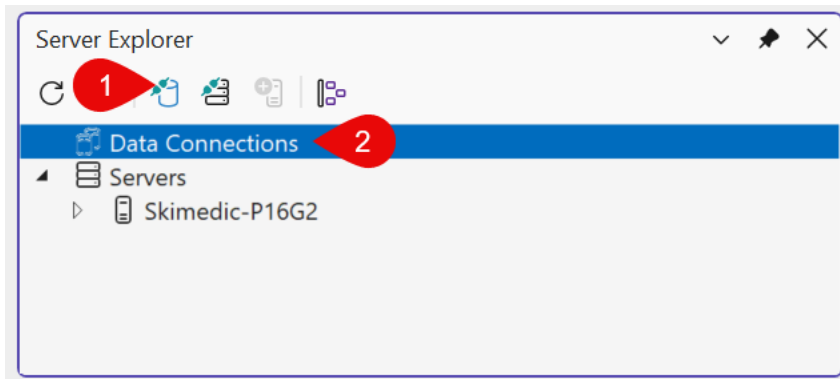 Server Explorer
1
Data Connections 2
Servers
Skimedic-P16G2